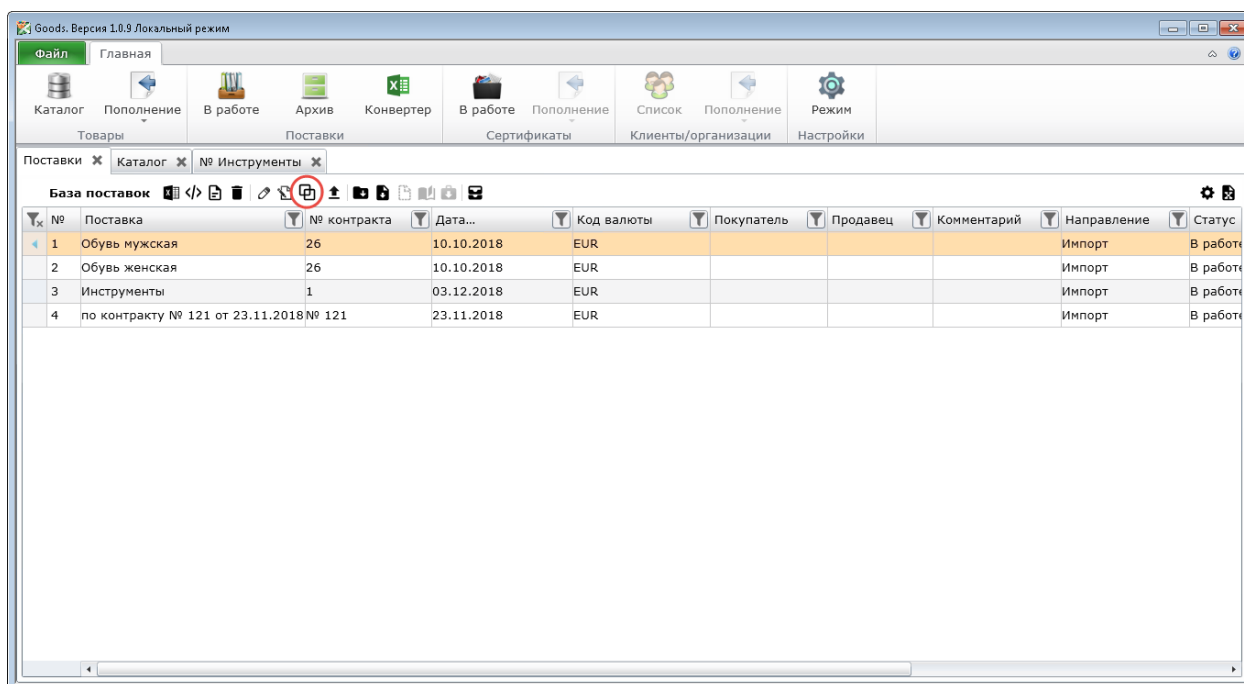 Goods. Версия 1.0.9 Локальный режим
Файл Главная
Каталог Пополнение В работе Архив Конвертер В работе Пополнение Список Пополнение Режим
Товары Поставки Сертификаты Клиенты/организации Настройки
Поставки Каталог № Инструменты
База поставок
№ Поставка № контракта Дата... Код валюты Покупатель Продавец Комментарий Направление Статус
1 Обувь мужская 26 10.10.2018 EUR Импорт В работе
2 Обувь женская 26 10.10.2018 EUR Импорт В работе
3 Инструменты 1 03.12.2018 EUR Импорт В работе
4 по контракту № 121 от 23.11.2018 № 121 23.11.2018 EUR Импорт В работе